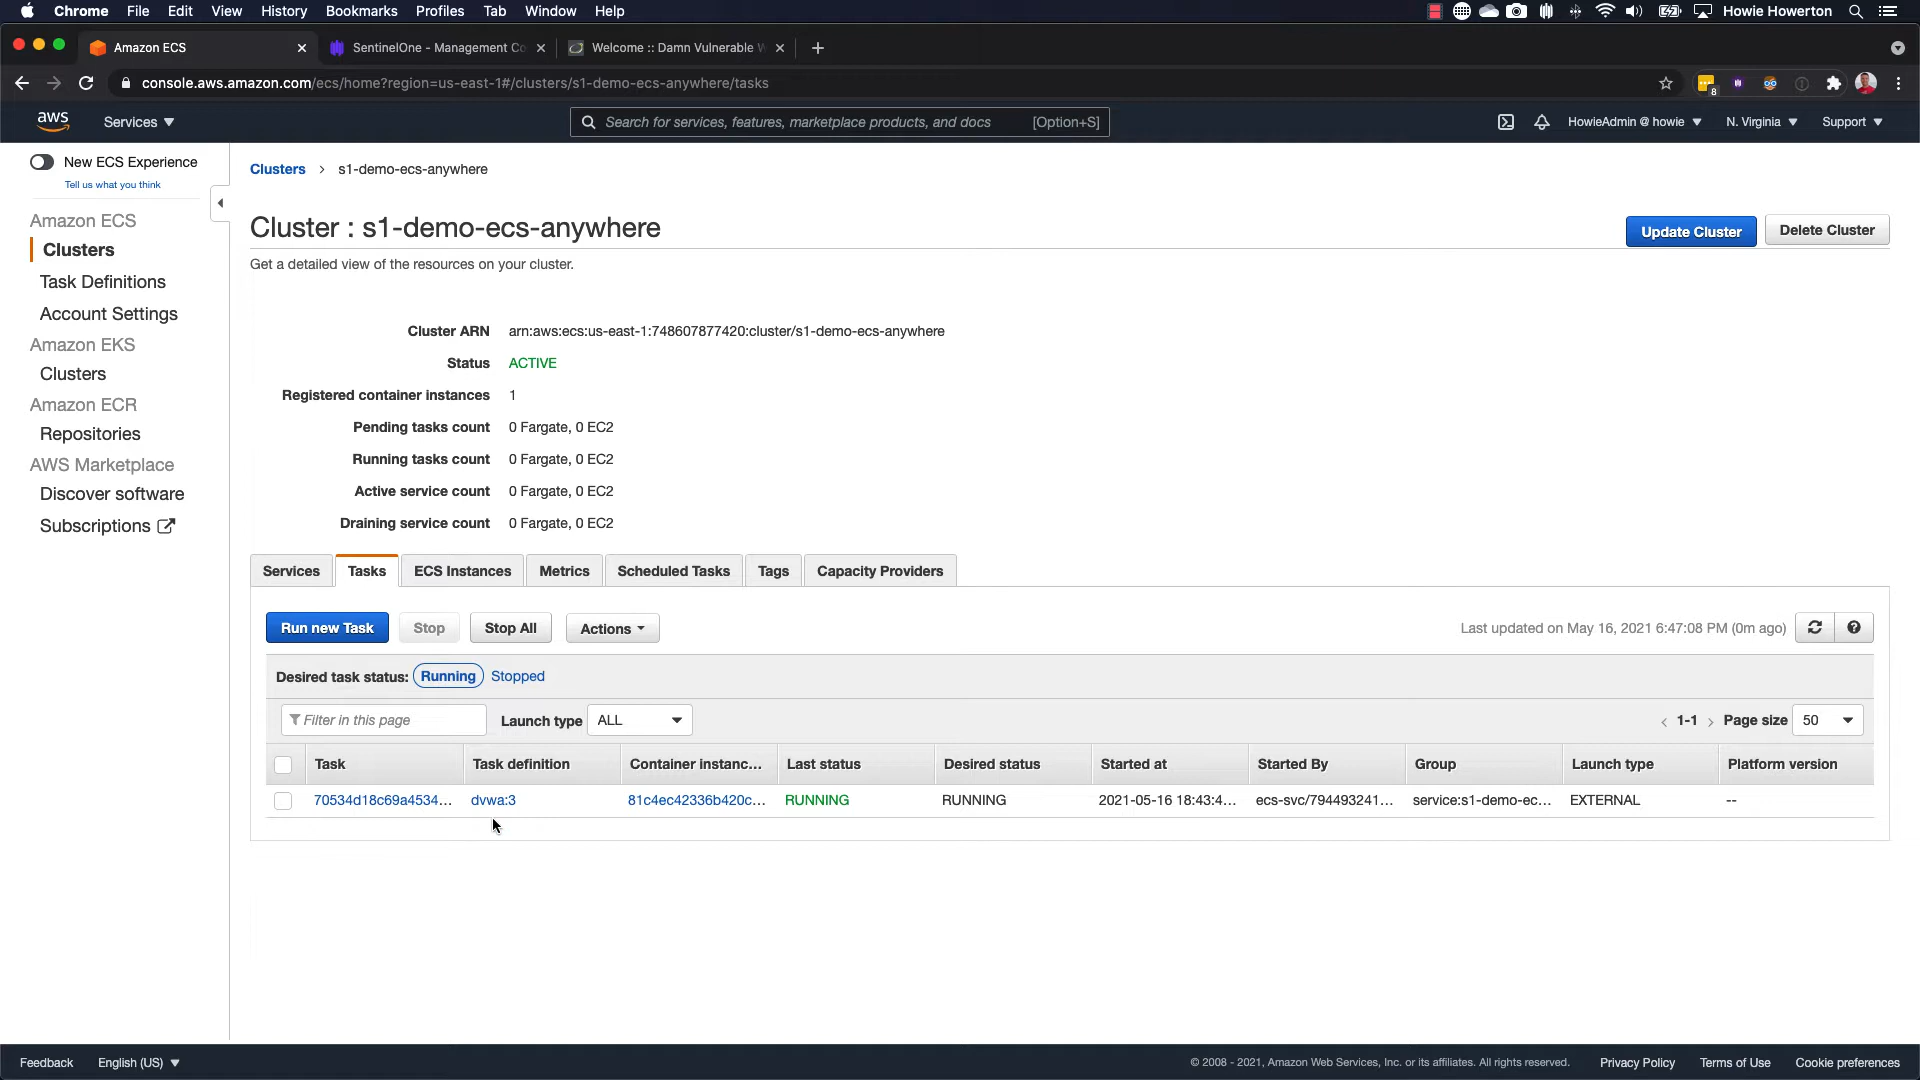 Chrome File Edit View History Bookmarks Profiles Tab Window Help Howie Howerton
Amazon ECS SentinelOne - Management Co Welcome :: Damn Vulnerable W
console.aws.amazon.com/ecs/home?region=us-east-1#/clusters/s1-demo-ecs-anywhere/tasks 8
aws Services Search for services, features, marketplace products, and docs [Option+S] HowieAdmin @ howie N. Virginia Support
New ECS Experience
Tell us what you think
Amazon ECS
Clusters
Task Definitions
Account Settings
Amazon EKS
Clusters
Amazon ECR
Repositories
AWS Marketplace
Discover software
Subscriptions
Clusters > s1-demo-ecs-anywhere
Cluster : s1-demo-ecs-anywhere
Update Cluster Delete Cluster
Get a detailed view of the resources on your cluster.
Cluster ARN arn:aws:ecs:us-east-1:748607877420:cluster/s1-demo-ecs-anywhere
Status ACTIVE
Registered container instances 1
Pending tasks count 0 Fargate, 0 EC2
Running tasks count 0 Fargate, 0 EC2
Active service count 0 Fargate, 0 EC2
Draining service count 0 Fargate, 0 EC2
Services Tasks ECS Instances Metrics Scheduled Tasks Tags Capacity Providers
Run new Task Stop Stop All Actions Last updated on May 16, 2021 6:47:08 PM (0m ago)
Desired task status: Running Stopped
Filter in this page Launch type ALL < 1-1 > Page size 50
Task Task definition Container instanc... Last status Desired status Started at Started By Group Launch type Platform version
70534d18c69a4534... dvwa:3 81c4ec42336b420c... RUNNING RUNNING 2021-05-16 18:43:4... ecs-svc/794493241... service:s1-demo-ec... EXTERNAL --
Feedback English (US) © 2008 - 2021, Amazon Web Services, Inc. or its affiliates. All rights reserved. Privacy Policy Terms of Use Cookie preferences